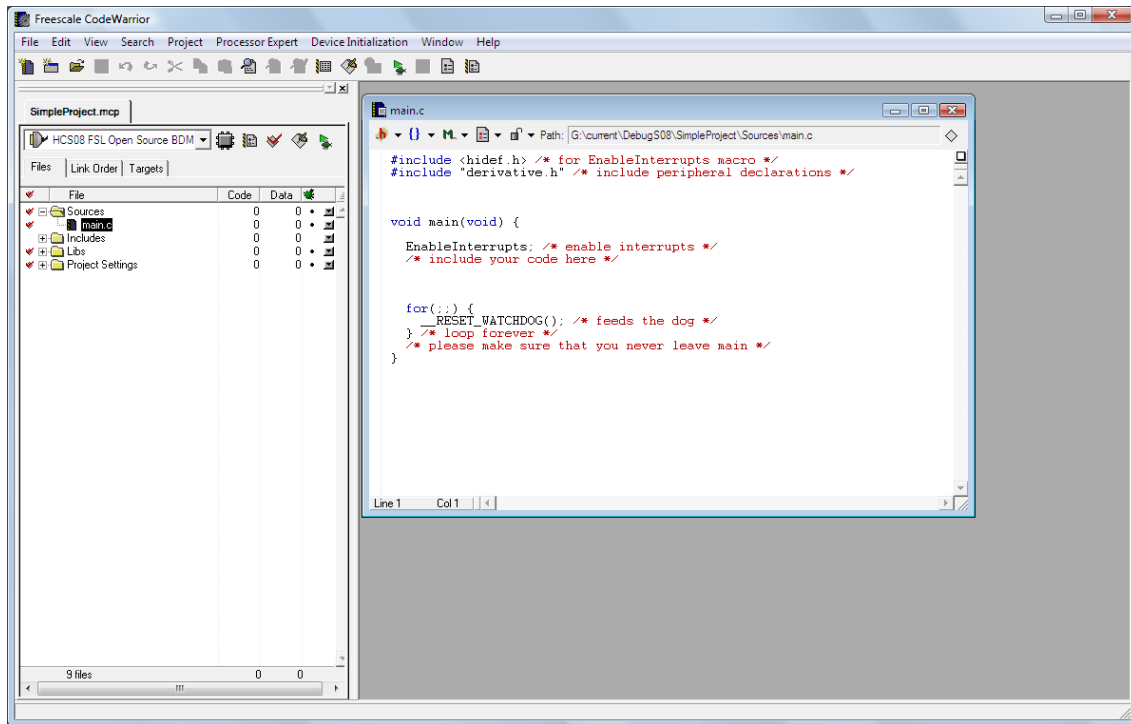 Freescale CodeWarrior
File Edit View Search Project Processor Expert Device Initialization Window Help
SimpleProject.mcp
HCS08 FSL Open Source BDM
Files Link Order Targets
File Code Data
Sources 0 0
main.c 0 0
Includes 0 0
Libs 0 0
Project Settings 0 0
9 files 0 0
main.c
Path: G:\current\DebugS08\SimpleProject\Sources\main.c
#include <hidef.h> /* for EnableInterrupts macro */
#include "derivative.h" /* include peripheral declarations */
void main(void) {
EnableInterrupts; /* enable interrupts */
/* include your code here */
for(;;) {
__RESET_WATCHDOG(); /* feeds the dog */
} /* loop forever */
/* please make sure that you never leave main */
}
Line 1 Col 1